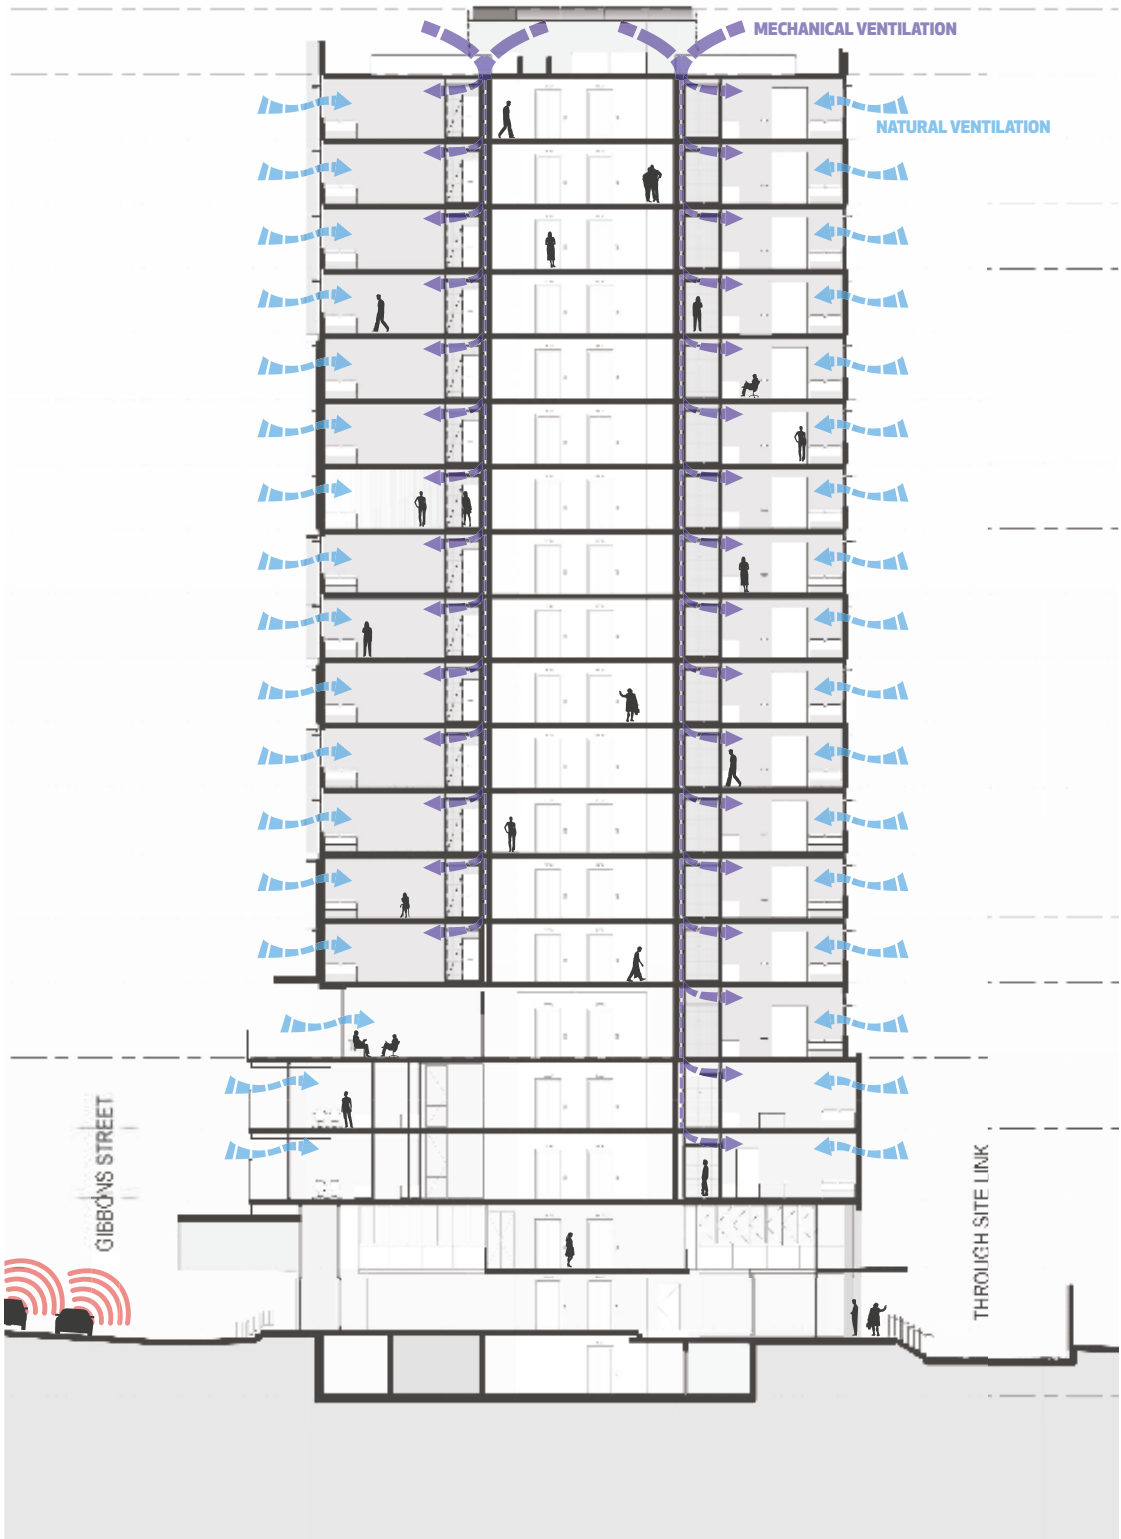 MECHANICAL VENTILATION
NATURAL VENTILATION
GIBBONS STREET
THROUGH SITE LINK